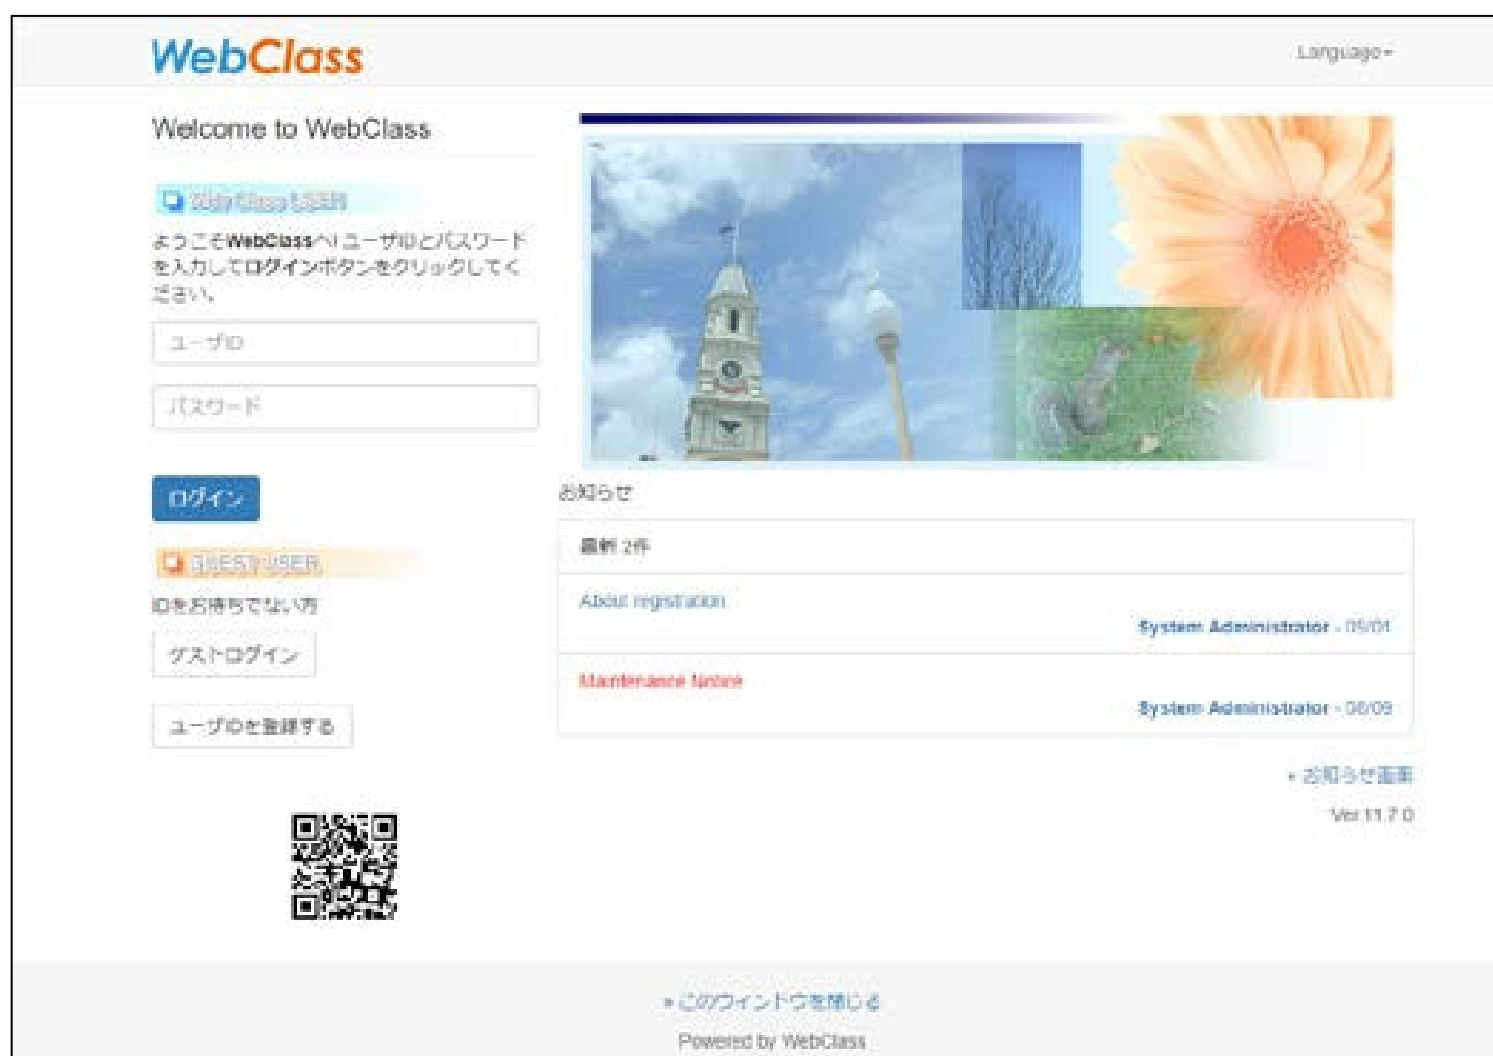 WebClass
Language
Welcome to WebClass
Web Class USER
ようこそWebClassへ! ユーザIDとパスワード
を入力してログインボタンをクリックしてく
ださい。
ユーザID
パスワード
ログイン
GUEST USER
IDをお持ちでない方
ゲストログイン
ユーザIDを登録する
お知らせ
最新 2件
About registration
System Administrator -
Maintenance Notice
System Administrator - 06/09
» お知らせ画面
Ver.11.7.0
» このウィンドウを閉じる
Powered by WebClass